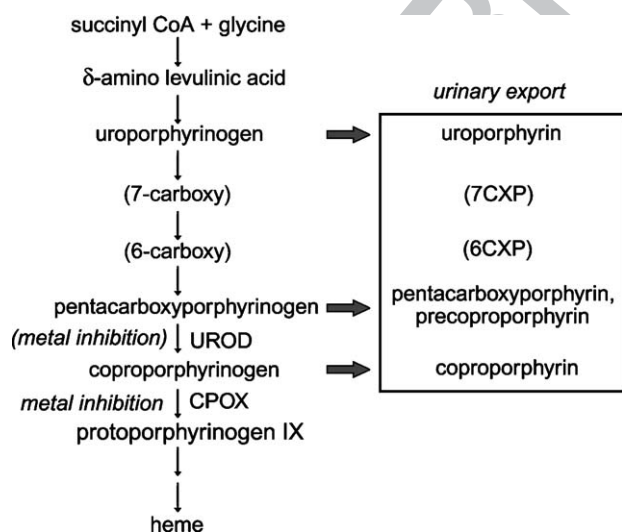 succinyl CoA + glycine
δ-amino levulinic acid
urinary export
uroporphyrinogen
uroporphyrin
(7-carboxy)
(7CXP)
(6-carboxy)
(6CXP)
pentacarboxyporphyrinogen
pentacarboxyporphyrin,
precoproporphyrin
(metal inhibition) UROD
coproporphyrinogen
coproporphyrin
metal inhibition CPOX
protoporphyrinogen IX
heme